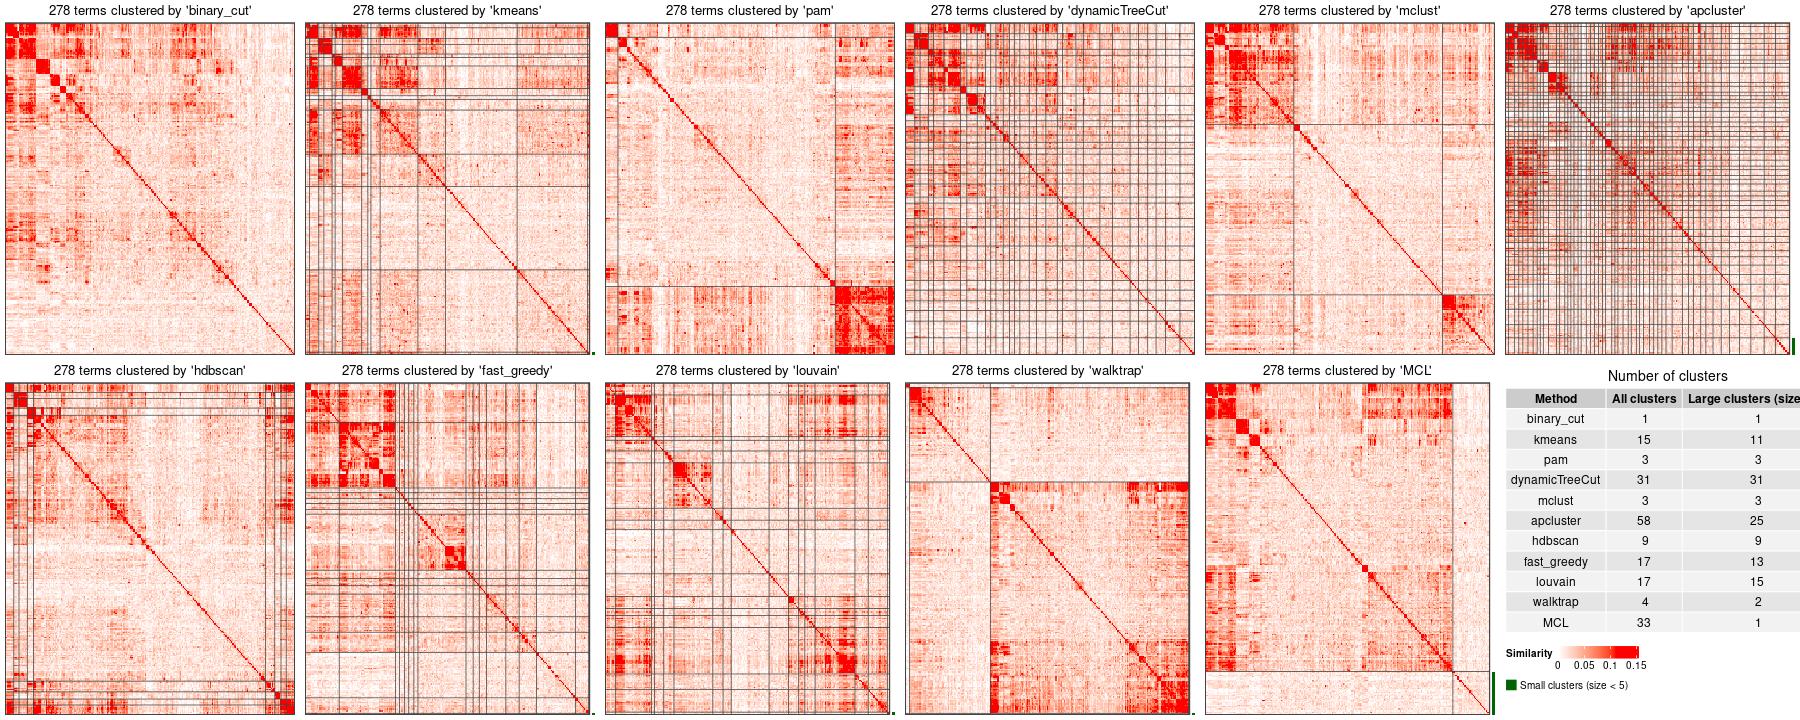 278 terms clustered by 'binary_cut'
278 terms clustered by 'kmeans'
278 terms clustered by 'pam'
278 terms clustered by 'dynamicTreeCut'
278 terms clustered by 'mclust'
278 terms clustered by 'apcluster'
278 terms clustered by 'hdbscan'
278 terms clustered by 'fast_greedy'
278 terms clustered by 'louvain'
278 terms clustered by 'walktrap'
278 terms clustered by 'MCL'
Number of clusters
Method All clusters Large clusters (size
binary_cut 1 1
kmeans 15 11
pam 3 3
dynamicTreeCut 31 31
mclust 3 3
apcluster 58 25
hdbscan 9 9
fast_greedy 17 13
louvain 17 15
walktrap 4 2
MCL 33 1
Similarity
0 0.05 0.1 0.15
Small clusters (size < 5)